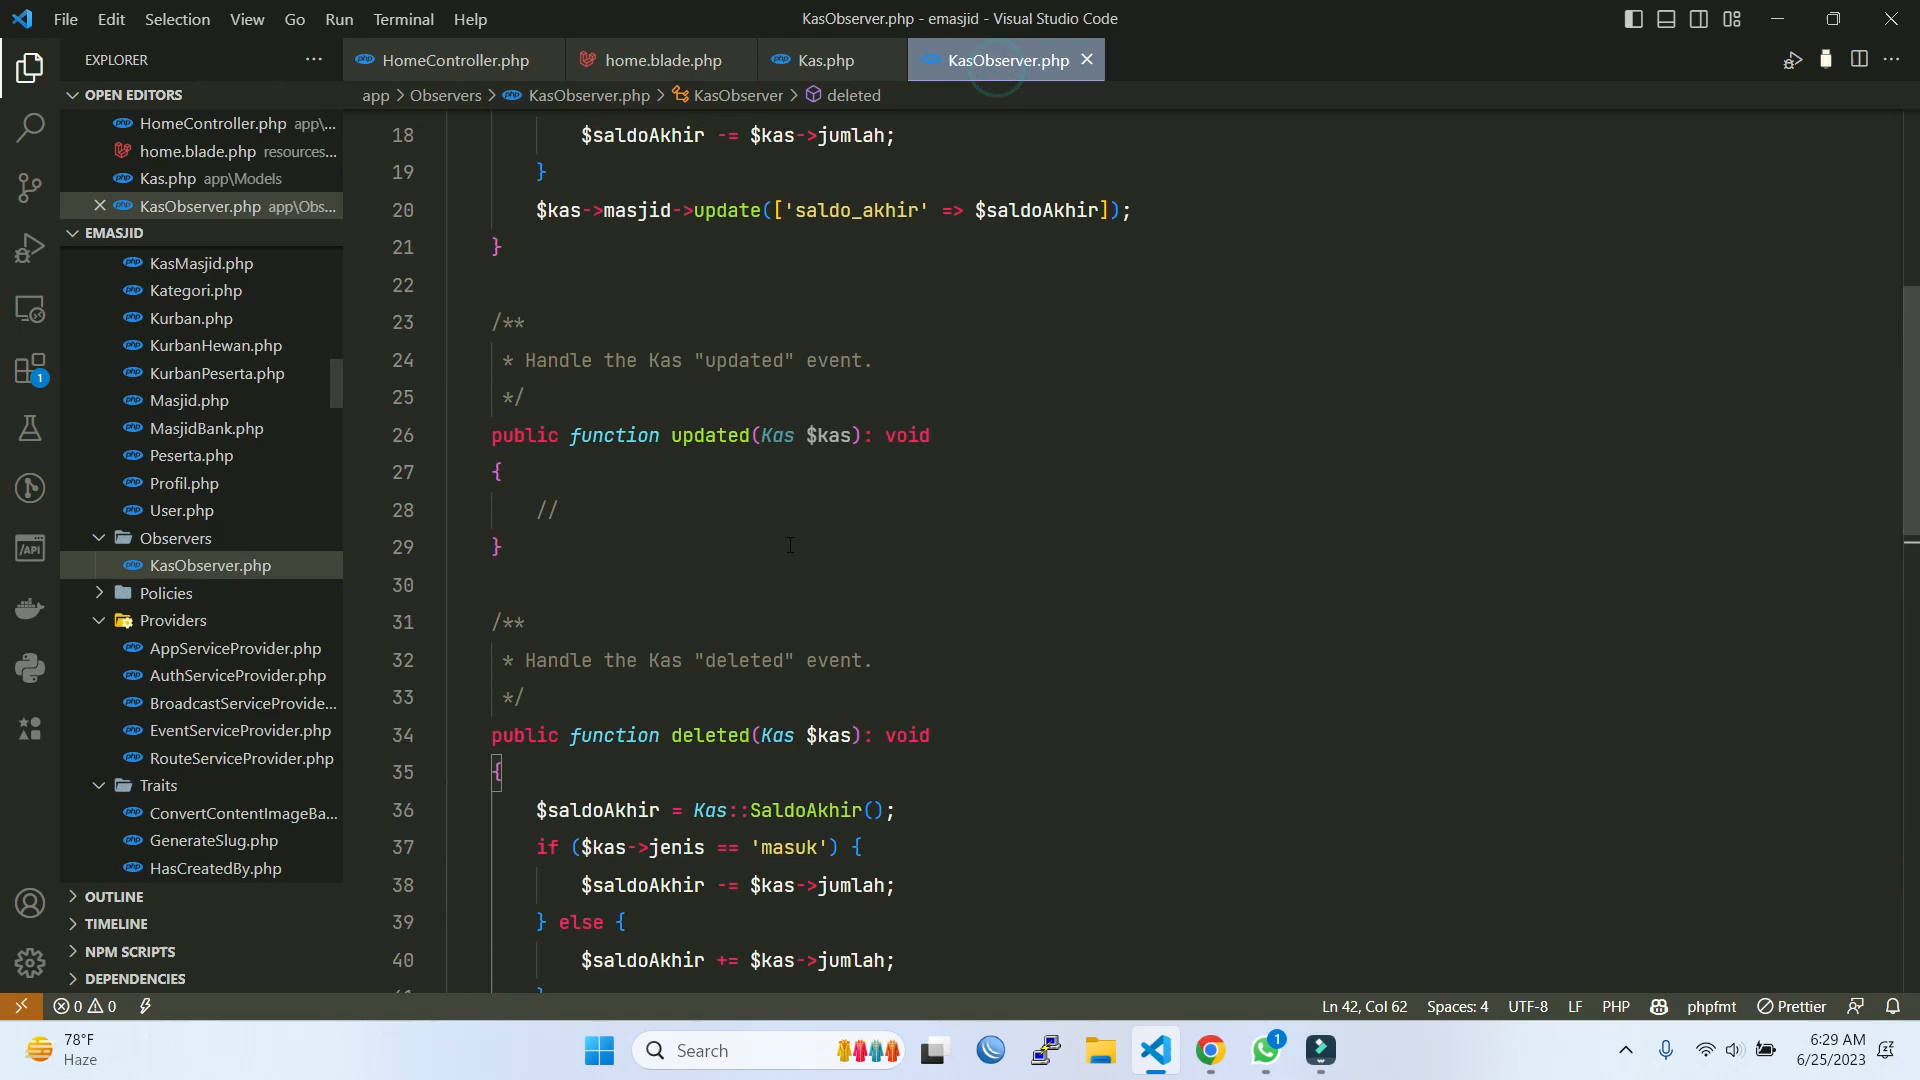 File Edit Selection View Go Run Terminal Help
KasObserver.php - emasjid - Visual Studio Code
EXPLORER
HomeController.php
home.blade.php
Kas.php
KasObserver.php
OPEN EDITORS
HomeController.php app\...
home.blade.php resources...
Kas.php app\Models
KasObserver.php app\Obs...
EMASJID
KasMasjid.php
Kategori.php
Kurban.php
KurbanHewan.php
KurbanPeserta.php
Masjid.php
MasjidBank.php
Peserta.php
Profil.php
User.php
Observers
KasObserver.php
Policies
Providers
AppServiceProvider.php
AuthServiceProvider.php
BroadcastServiceProvide...
EventServiceProvider.php
RouteServiceProvider.php
Traits
ConvertContentImageBa...
GenerateSlug.php
HasCreatedBy.php
OUTLINE
TIMELINE
NPM SCRIPTS
DEPENDENCIES
app > Observers > KasObserver.php > KasObserver > deleted
18 $saldoAkhir -= $kas->jumlah;
19 }
20 $kas->masjid->update(['saldo_akhir' => $saldoAkhir]);
21 }
22
23 /**
24 * Handle the Kas "updated" event.
25 */
26 public function updated(Kas $kas): void
27 {
28 //
29 }
30
31 /**
32 * Handle the Kas "deleted" event.
33 */
34 public function deleted(Kas $kas): void
35 {
36 $saldoAkhir = Kas::SaldoAkhir();
37 if ($kas->jenis == 'masuk') {
38 $saldoAkhir -= $kas->jumlah;
39 } else {
40 $saldoAkhir += $kas->jumlah;
1
API
0 0
Ln 42, Col 62 Spaces: 4 UTF-8 LF PHP phpfmt Prettier
78°F
Haze
Search
1
6:29 AM
6/25/2023